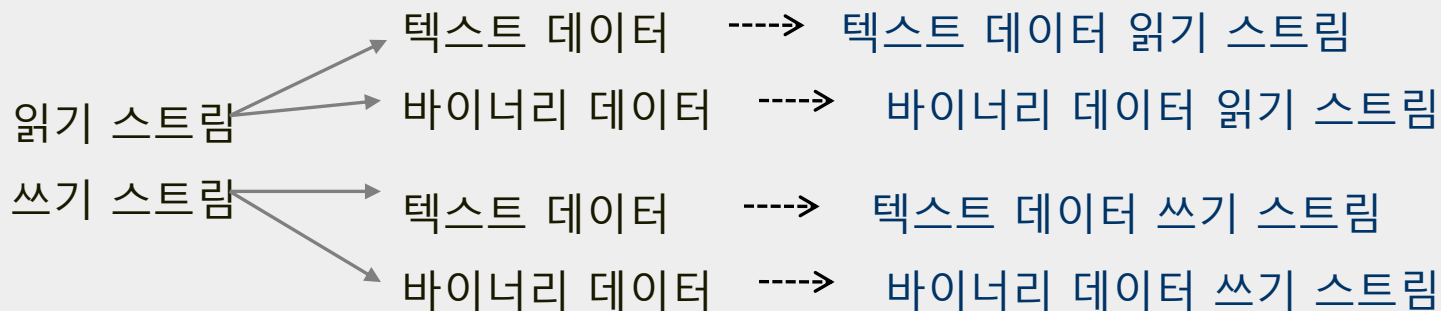 텍스트 데이터 텍스트 데이터 읽기 스트림
읽기 스트림 바이너리 데이터 바이너리 데이터 읽기 스트림
쓰기 스트림 텍스트 데이터 텍스트 데이터 쓰기 스트림
바이너리 데이터 바이너리 데이터 쓰기 스트림